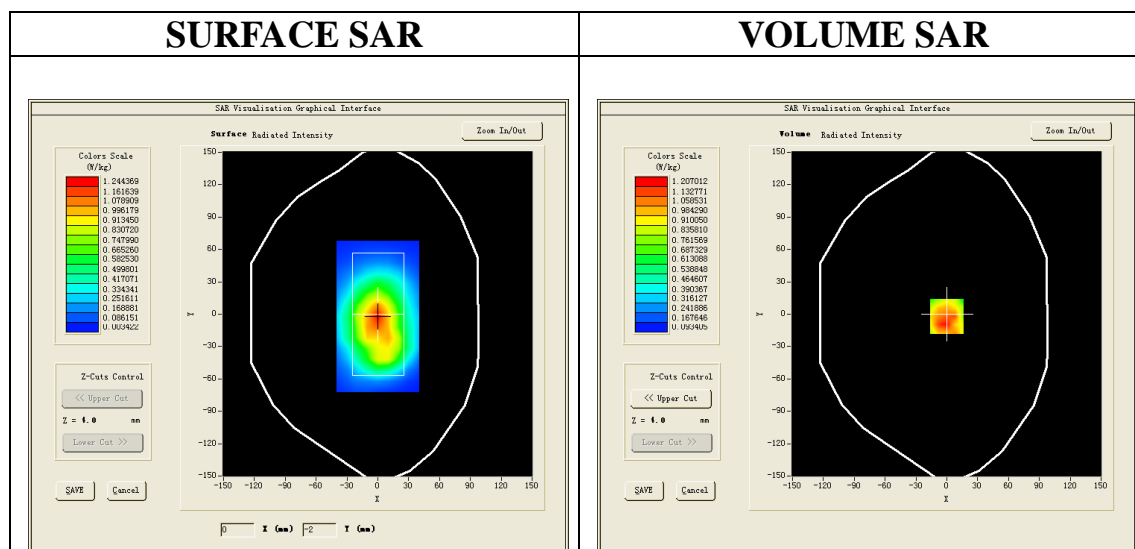 SURFACE SAR
VOLUME SAR
SAR Visualisation Graphical Interface
Surface Radiated Intensity
Zoom In/Out
Colors Scale
(W/kg)
1.244369
1.161639
1.078909
0.996179
0.913450
0.830720
0.747990
0.665260
0.582530
0.499801
0.417071
0.334341
0.251611
0.168881
0.086151
0.003422
Z-Cuts Control
<< Upper Cut
Z = 4.0 mm
Lower Cut >>
SAVE Cancel
150
120
90
60
30
0
-30
-60
-90
-120
-150
Y
-150 -120 -90 -60 -30 0 30 60 90 120 150
X
0 X (mm) -2 Y (mm)
SAR Visualisation Graphical Interface
Volume Radiated Intensity
Zoom In/Out
Colors Scale
(W/kg)
1.207012
1.132771
1.058531
0.984290
0.910050
0.835810
0.761569
0.687329
0.613088
0.538848
0.464607
0.390367
0.316127
0.241886
0.167646
0.093405
Z-Cuts Control
<< Upper Cut
Z = 4.0 mm
Lower Cut >>
SAVE Cancel
150
120
90
60
30
0
-30
-60
-90
-120
-150
Y
-150 -120 -90 -60 -30 0 30 60 90 120 150
X